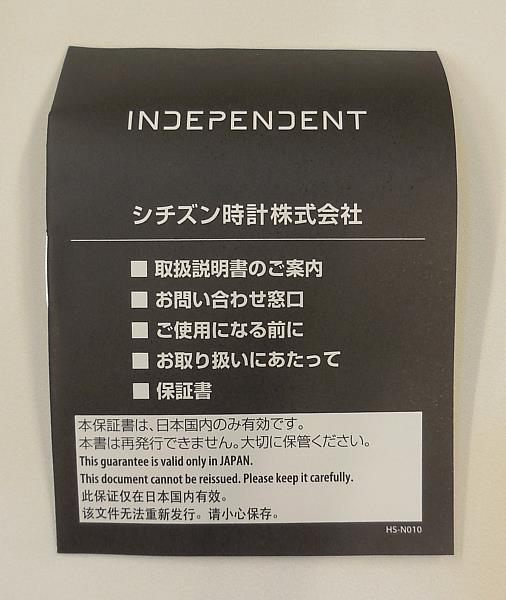 INDEPENDENT
シチズン時計株式会社
■ 取扱説明書のご案内
■ お問い合わせ窓口
■ ご使用になる前に
■ お取り扱いにあたって
■ 保証書
本保証書は、日本国内のみ有効です。
本書は再発行できません。大切に保管ください。
This guarantee is valid only in JAPAN.
This document cannot be reissued. Please keep it carefully.
此保证仅在日本国内有效。
该文件无法重新发行。请小心保存。
HS-N010